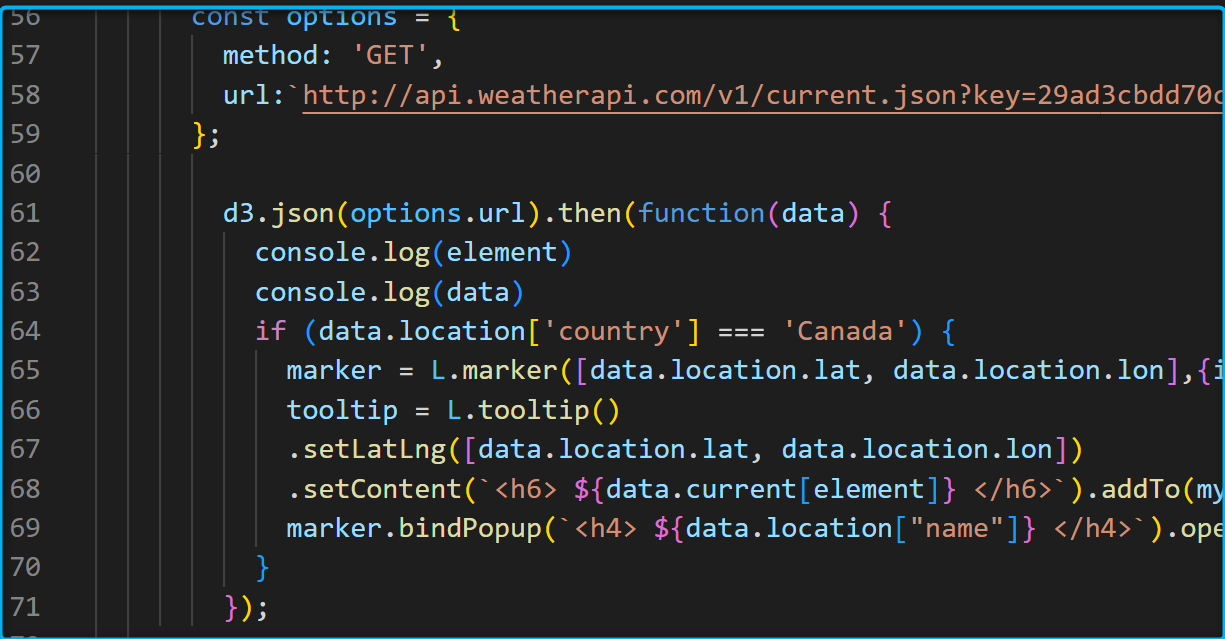 56 const options = {
57 method: 'GET',
58 url:`http://api.weatherapi.com/v1/current.json?key=29ad3cbdd70c
59 };
60
61 d3.json(options.url).then(function(data) {
62 console.log(element)
63 console.log(data)
64 if (data.location['country'] === 'Canada') {
65 marker = L.marker([data.location.lat, data.location.lon],{i
66 tooltip = L.tooltip()
67 .setLatLng([data.location.lat, data.location.lon])
68 .setContent(`<h6> ${data.current[element]} </h6>`).addTo(my
69 marker.bindPopup(`<h4> ${data.location["name"]} </h4>`).ope
70 }
71 });